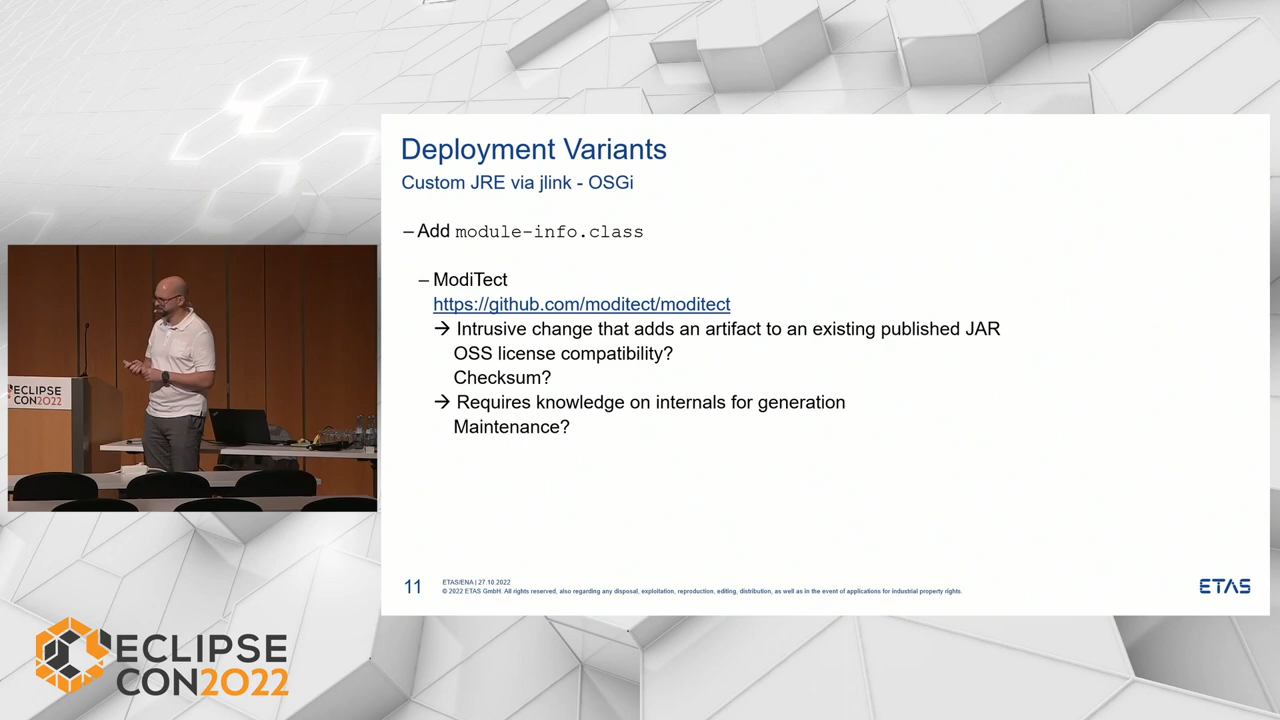 Deployment Variants
Custom JRE via jlink - OSGi
– Add module-info.class
– ModiTect
https://github.com/moditect/moditect
→ Intrusive change that adds an artifact to an existing published JAR
OSS license compatibility?
Checksum?
→ Requires knowledge on internals for generation
Maintenance?
11
ETAS/ENA | 27.10.2022
© 2022 ETAS GmbH. All rights reserved, also regarding any disposal, exploitation, reproduction, editing, distribution, as well as in the event of applications for industrial property rights.
ETAS
ECLIPSE
CON2022
ECLIPSE
CON2022